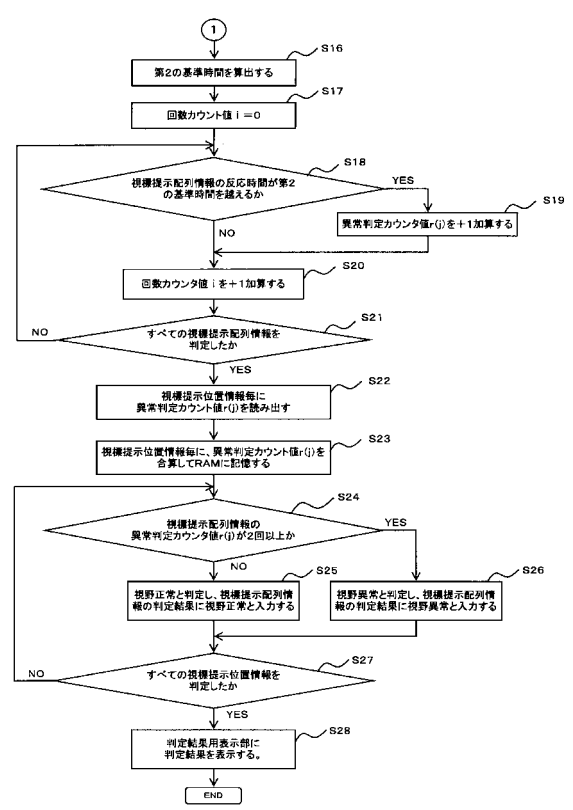 1
S16
第2の基準時間を算出する
S17
回数カウント値 i =0
S18
視標提示配列情報の反応時間が第2
の基準時間を越えるか
YES
S19
異常判定カウンタ値r(j)を+1加算する
NO
S20
回数カウンタ値 i を+1加算する
S21
すべての視標提示配列情報を
判定したか
NO
YES
S22
視標提示位置情報毎に
異常判定カウント値r(j)を読み出す
S23
視標提示位置情報毎に、異常判定カウント値r(j)を
合算してRAMに記憶する
S24
視標提示配列情報の
異常判定カウンタ値r(j)が2回以上か
YES
NO
S25
視野正常と判定し、視標提示配列情
報の判定結果に視野正常と入力する
S26
視野異常と判定し、視標提示配列情
報の判定結果に視野異常と入力する
S27
すべての視標提示位置情報を
判定したか
NO
YES
S28
判定結果用表示部に
判定結果を表示する。
END